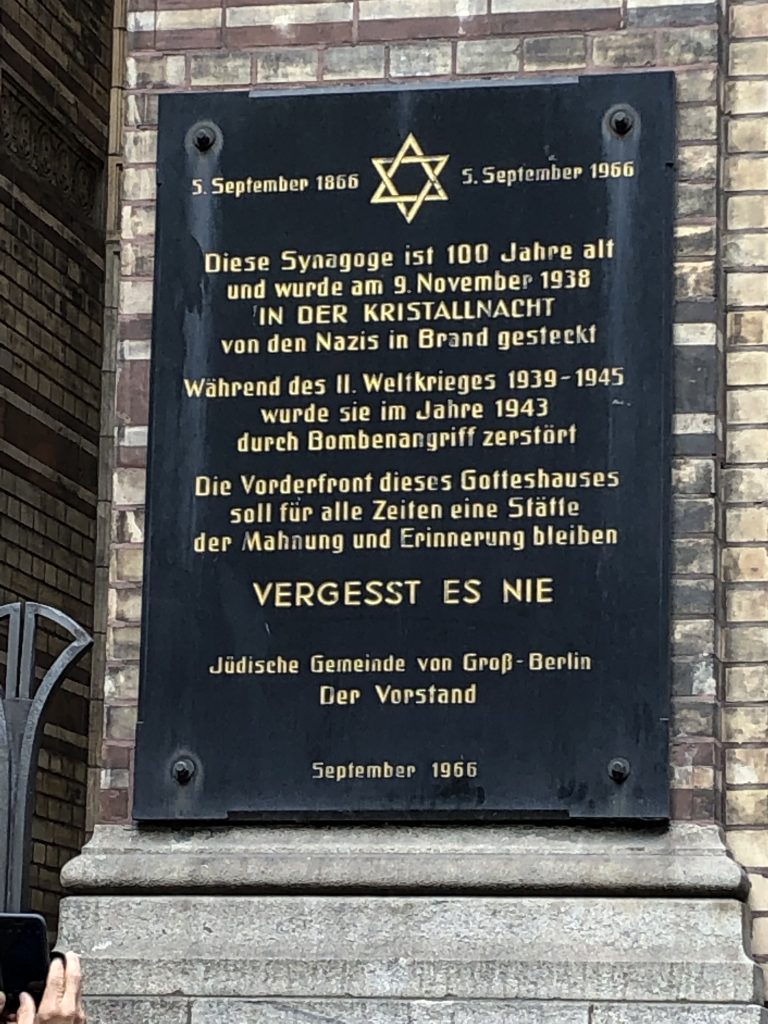 5. September 1866 5. September 1966
Diese Synagoge ist 100 Jahre alt
und wurde am 9. November 1938
IN DER KRISTALLNACHT
von den Nazis in Brand gesteckt
Während des II. Weltkrieges 1939-1945
wurde sie im Jahre 1943
durch Bombenangriff zerstört
Die Vorderfront dieses Gotteshauses
soll für alle Zeiten eine Stätte
der Mahnung und Erinnerung bleiben
VERGESST ES NIE
Jüdische Gemeinde von Groß-Berlin
Der Vorstand
September 1966